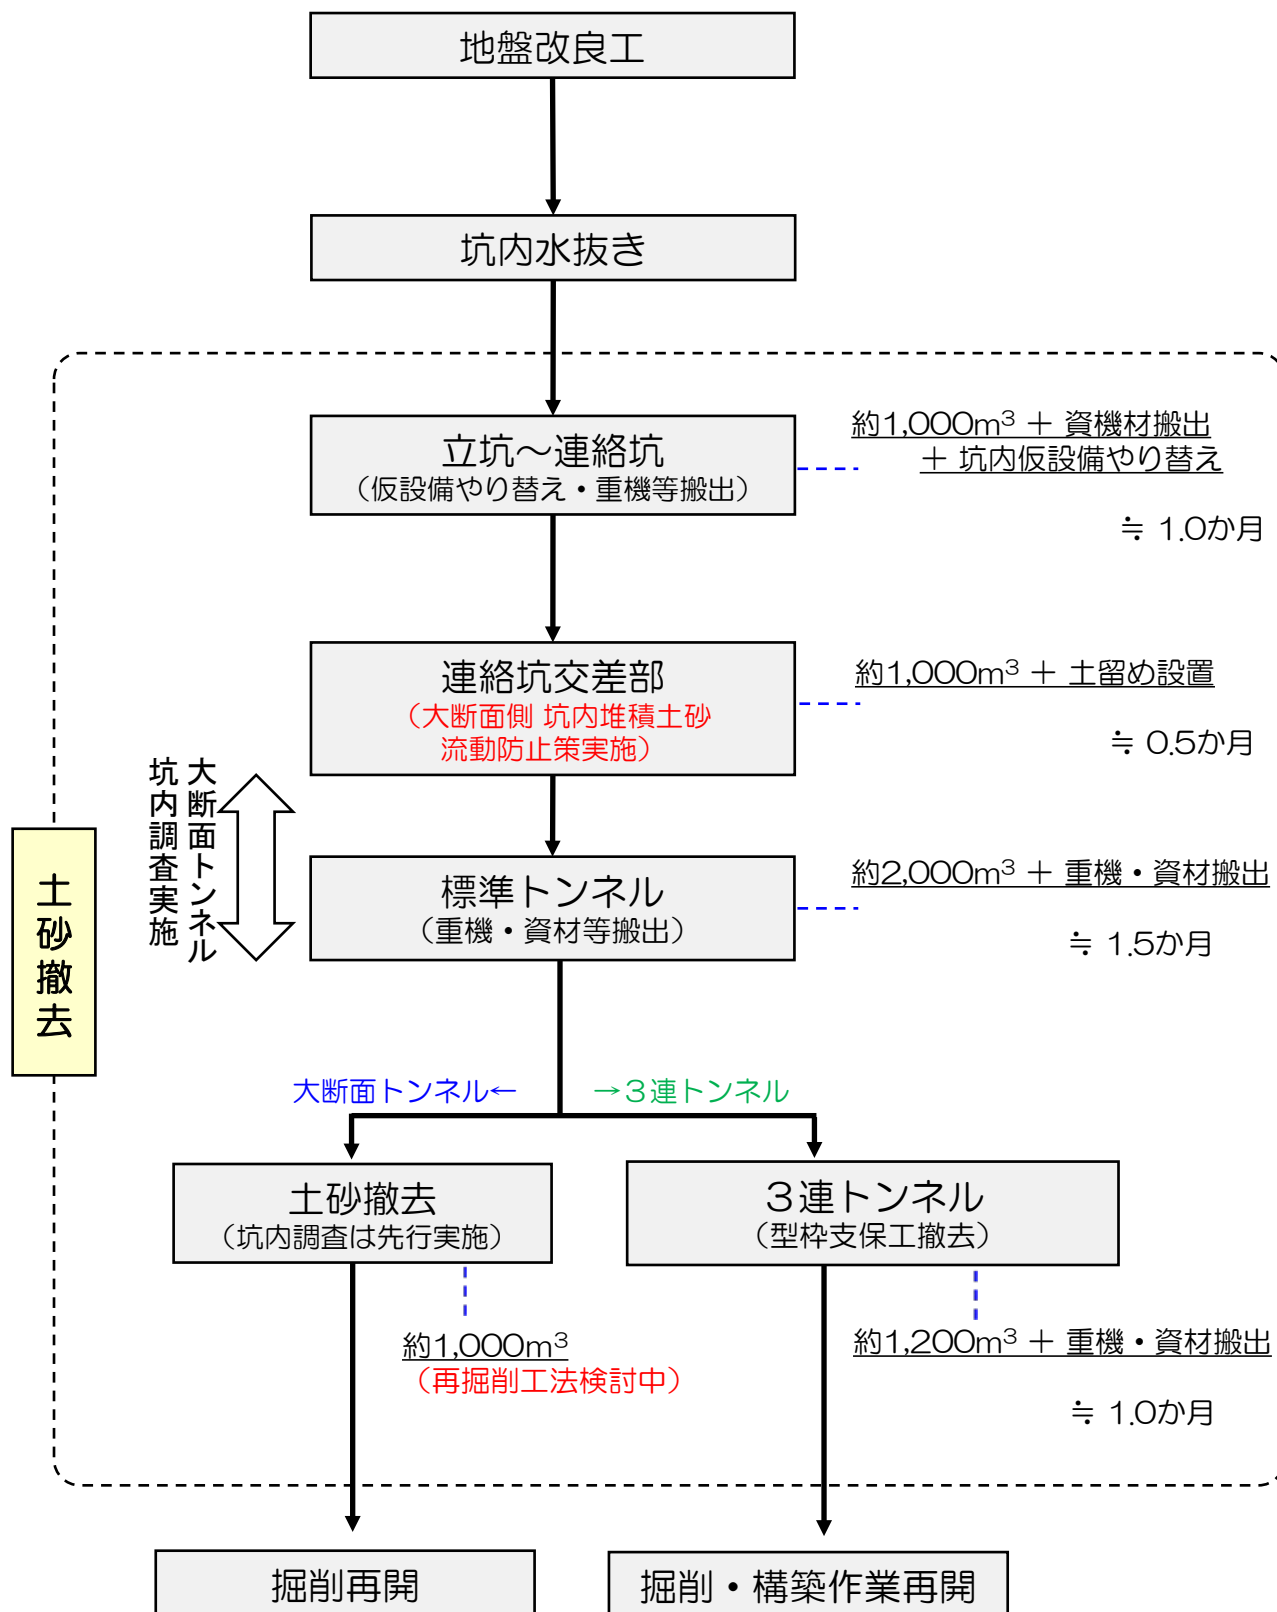 地盤改良工
坑内水抜き
立坑～連絡坑
（仮設備やり替え・重機等搬出）
約1,000m³ ＋ 資機材搬出
＋ 坑内仮設備やり替え
≒ 1.0か月
連絡坑交差部
（大断面側 坑内堆積土砂
流動防止策実施）
約1,000m³ ＋ 土留め設置
≒ 0.5か月
大断面トンネル
坑内調査実施
標準トンネル
（重機・資材等搬出）
約2,000m³ ＋ 重機・資材搬出
≒ 1.5か月
土砂撤去
大断面トンネル←
→３連トンネル
土砂撤去
（坑内調査は先行実施）
３連トンネル
（型枠支保工撤去）
約1,000m³
（再掘削工法検討中）
約1,200m³ ＋ 重機・資材搬出
≒ 1.0か月
掘削再開
掘削・構築作業再開